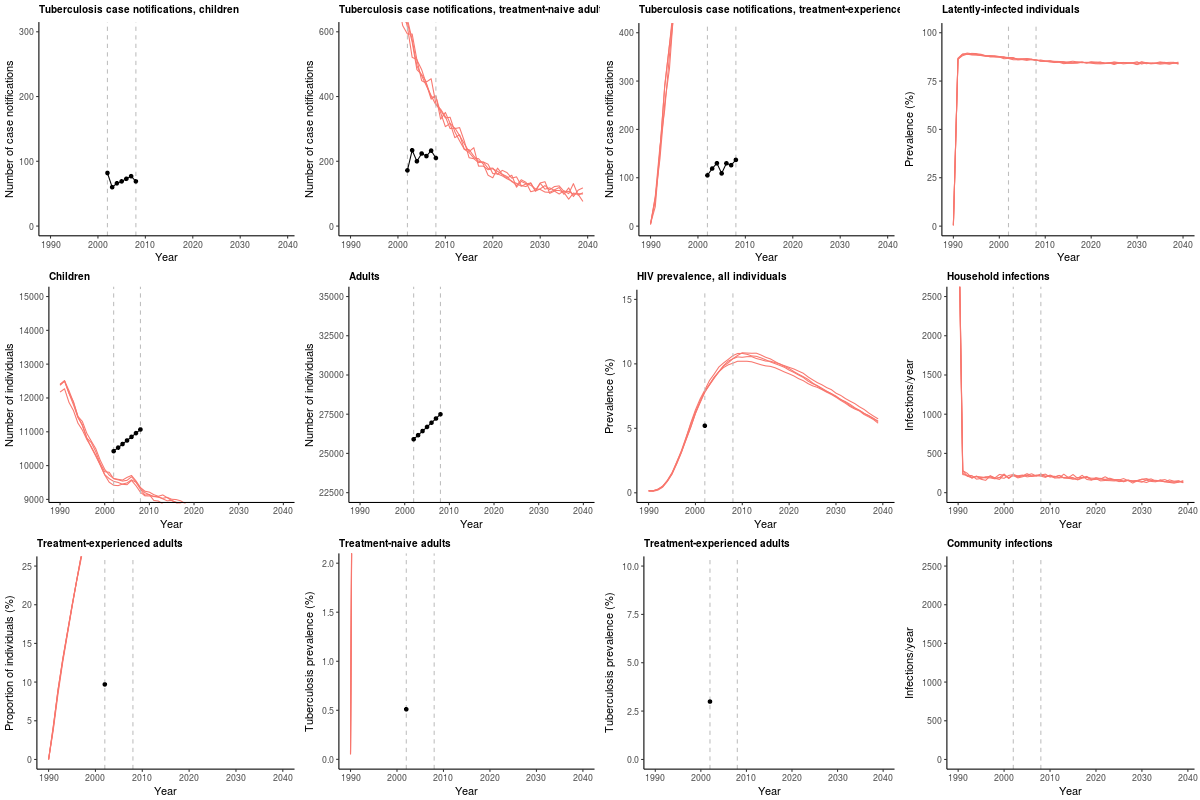 Tuberculosis case notifications, children
Number of case notifications
300
200
100
0
1990 2000 2010 2020 2030 2040
Year
Tuberculosis case notifications, treatment-naive adul
Number of case notifications
600
400
200
0
1990 2000 2010 2020 2030 2040
Year
Tuberculosis case notifications, treatment-experience
Number of case notifications
400
300
200
100
0
1990 2000 2010 2020 2030 2040
Year
Latently-infected individuals
Prevalence (%)
100
75
50
25
0
1990 2000 2010 2020 2030 2040
Year
Children
Number of individuals
15000
14000
13000
12000
11000
10000
9000
1990 2000 2010 2020 2030 2040
Year
Adults
Number of individuals
35000
32500
30000
27500
25000
22500
1990 2000 2010 2020 2030 2040
Year
HIV prevalence, all individuals
Prevalence (%)
15
10
5
0
1990 2000 2010 2020 2030 2040
Year
Household infections
Infections/year
2500
2000
1500
1000
500
0
1990 2000 2010 2020 2030 2040
Year
Treatment-experienced adults
Proportion of individuals (%)
25
20
15
10
5
0
1990 2000 2010 2020 2030 2040
Year
Treatment-naive adults
Tuberculosis prevalence (%)
2.0
1.5
1.0
0.5
0.0
1990 2000 2010 2020 2030 2040
Year
Treatment-experienced adults
Tuberculosis prevalence (%)
10.0
7.5
5.0
2.5
0.0
1990 2000 2010 2020 2030 2040
Year
Community infections
Infections/year
2500
2000
1500
1000
500
0
1990 2000 2010 2020 2030 2040
Year